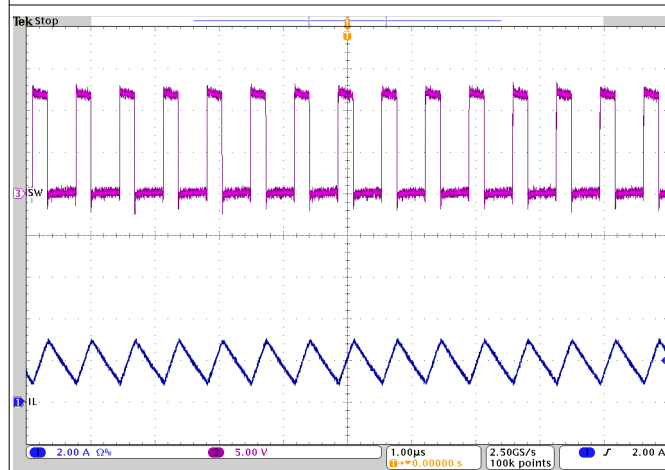 Tek Stop
T
T
3 SW
1 IL
1 2.00 A Ω 3 5.00 V 1.00µs 2.50GS/s 1 2.00 A
T→▼0.00000 s 100k points